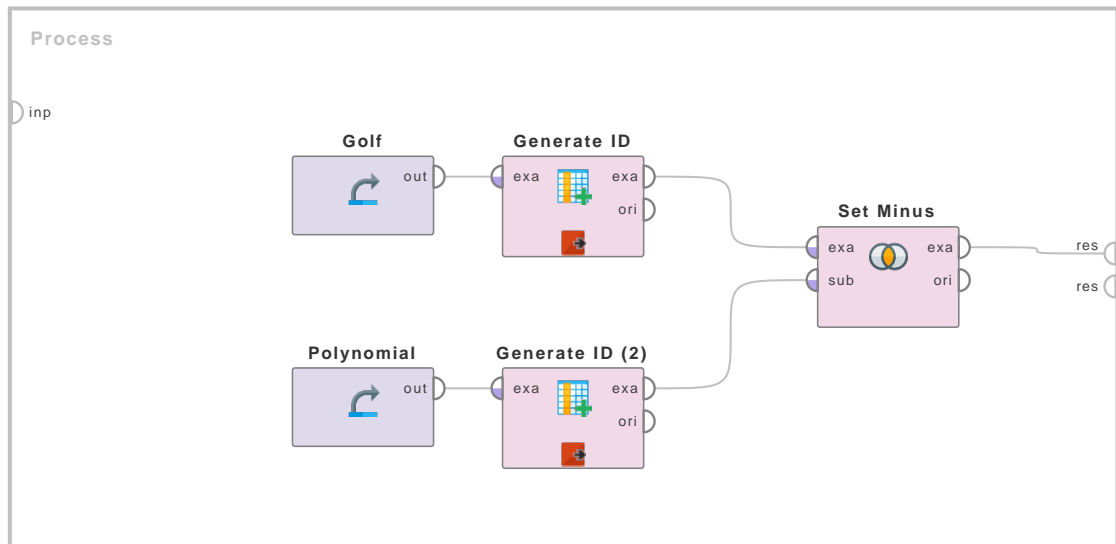 Process
inp
Golf
out
Generate ID
exa exa
ori
Set Minus
exa exa
sub ori
res
res
Polynomial
out
Generate ID (2)
exa exa
ori